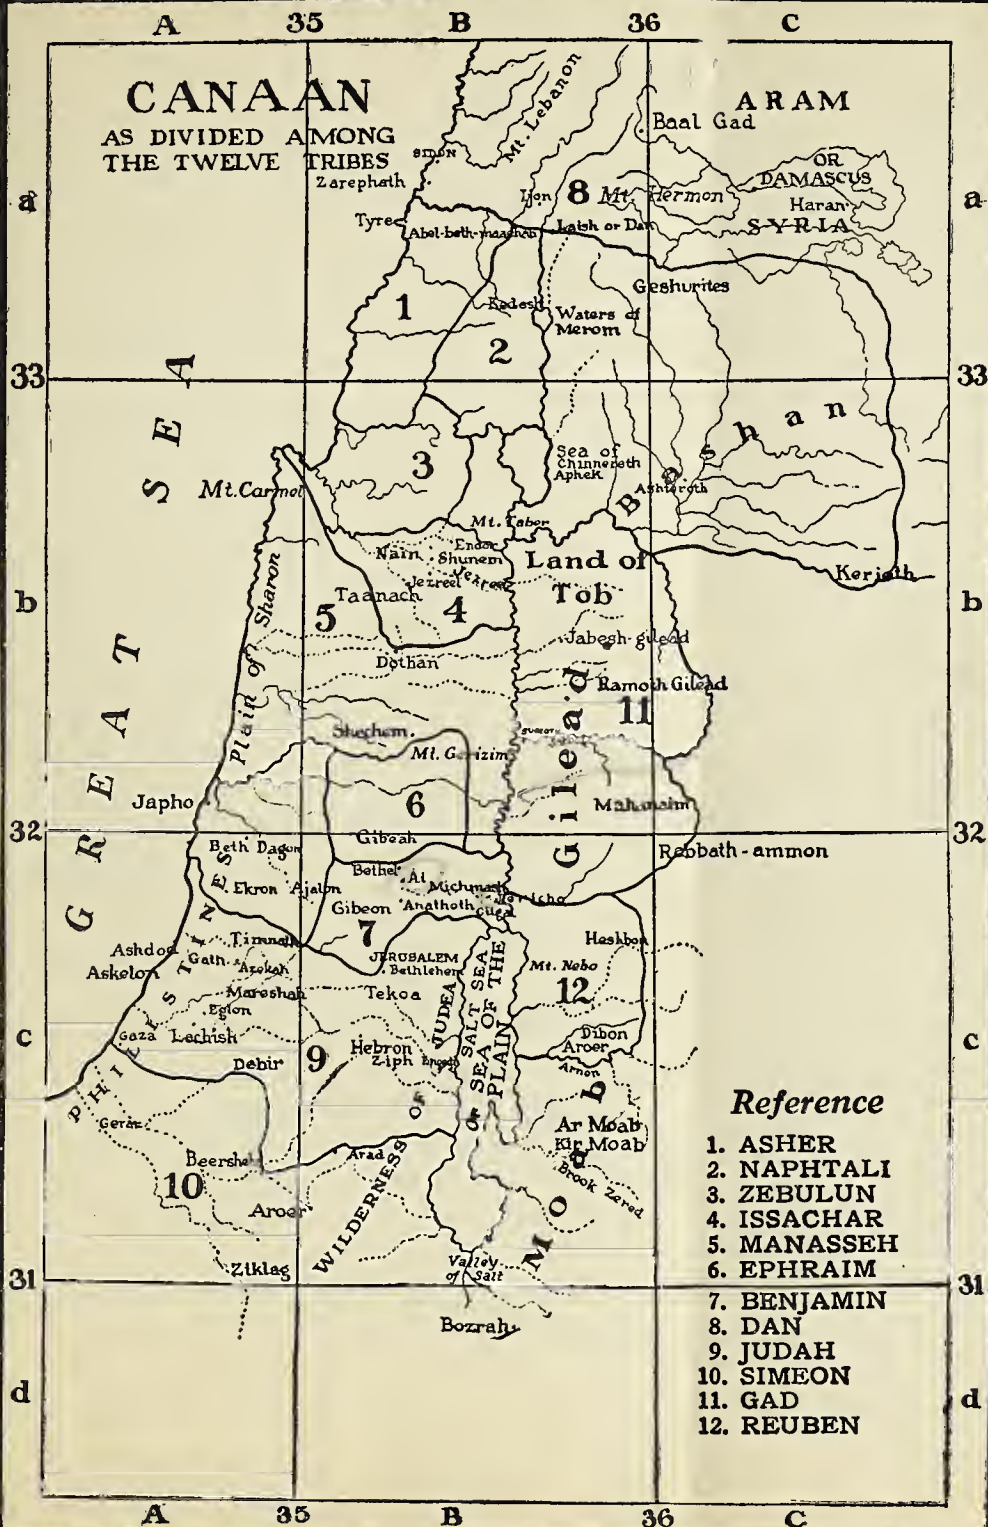 A 35 B 36 C
CANAAN
AS DIVIDED AMONG
THE TWELVE TRIBES
ARAM
Mt. Lebanon
Baal Gad
SIDON
Zarephath
OR
DAMASCUS
a
a
Ijon
8
Mt. Hermon
Haran
Tyre
Abel-beth-maachah
Laish or Dan
SYRIA
Geshurites
1
Kedesh
Waters of
Merom
2
33
33
GREAT SEA
Bashan
3
Sea of
Chinnereth
Aphek
Ashteroth
Mt. Carmel
Mt. Tabor
Nain
Endor
Shunem
Jezreel
Jezreel
Land of
Tob
Kerioth
Plain of Sharon
Taanach
b
b
5
4
Jabesh-gilead
Dothan
Gilead
Ramoth Gilead
11
Shechem.
Mt. Gerizim
Japho
6
Mahanaim
32
32
Gibeah
Beth Dagon
Rabbath-ammon
Bethel
Ai
Ekron
Ajalon
Michmash
Jericho
Gibeon
Anathoth
Gilgal
7
Ashdod
Timnath
JERUSALEM
Heshbon
Askelon
Gath
Azekah
Bethlehem
Mt. Nebo
12
Mareshah
Tekoa
Eglon
PHILISTINES
SALT SEA
OR SEA OF THE
PLAIN
c
c
Gaza
Lachish
Dibon
Aroer
Debir
9
Hebron
Ziph
Engedi
Arnon
WILDERNESS OF JUDEA
Moab
Gerar
Ar Moab
Kir Moab
Beersheba
Arad
Brook Zered
10
Aroer
Ziklag
Valley
of Salt
31
31
Bozrah
Reference
1. ASHER
2. NAPHTALI
3. ZEBULUN
4. ISSACHAR
5. MANASSEH
6. EPHRAIM
7. BENJAMIN
8. DAN
9. JUDAH
10. SIMEON
11. GAD
12. REUBEN
d
d
A 35 B 36 C